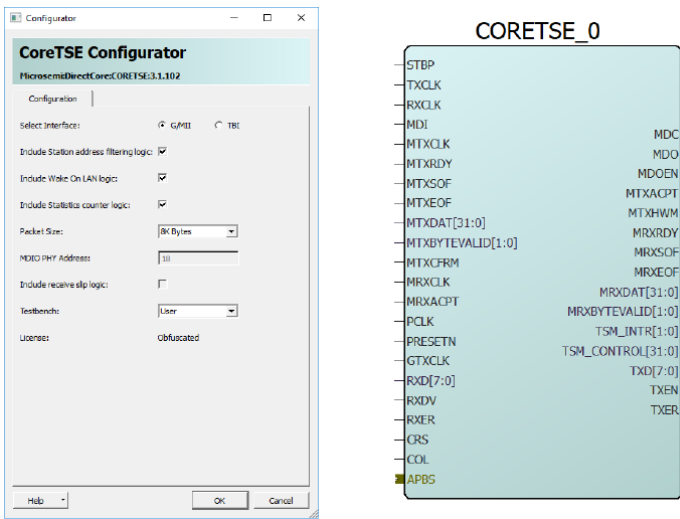 Configurator
CoreTSE Configurator
Microsemi:DirectCore:CORETSE:3.1.102
Configuration
Select Interface: G/MII TBI
Include Station address filtering logic:
Include Wake On LAN logic:
Include Statistics counter logic:
Packet Size: 8K Bytes
MDIO PHY Address: 18
Include receive slip logic:
Testbench: User
License: Obfuscated
Help OK Cancel
CORETSE_0
STBP
TXCLK
RXCLK
MDI
MTXCLK
MTXRDY
MTXSOF
MTXEOF
MTXDAT[31:0]
MTXBYTEVALID[1:0]
MTXCFRM
MRXCLK
MRXACPT
PCLK
PRESETN
GTXCLK
RXD[7:0]
RXDV
RXER
CRS
COL
APBS
MDC
MDO
MDOEN
MTXACPT
MTXHWM
MRXRDY
MRXSOF
MRXEOF
MRXDAT[31:0]
MRXBYTEVALID[1:0]
TSM_INTR[1:0]
TSM_CONTROL[31:0]
TXD[7:0]
TXEN
TXER